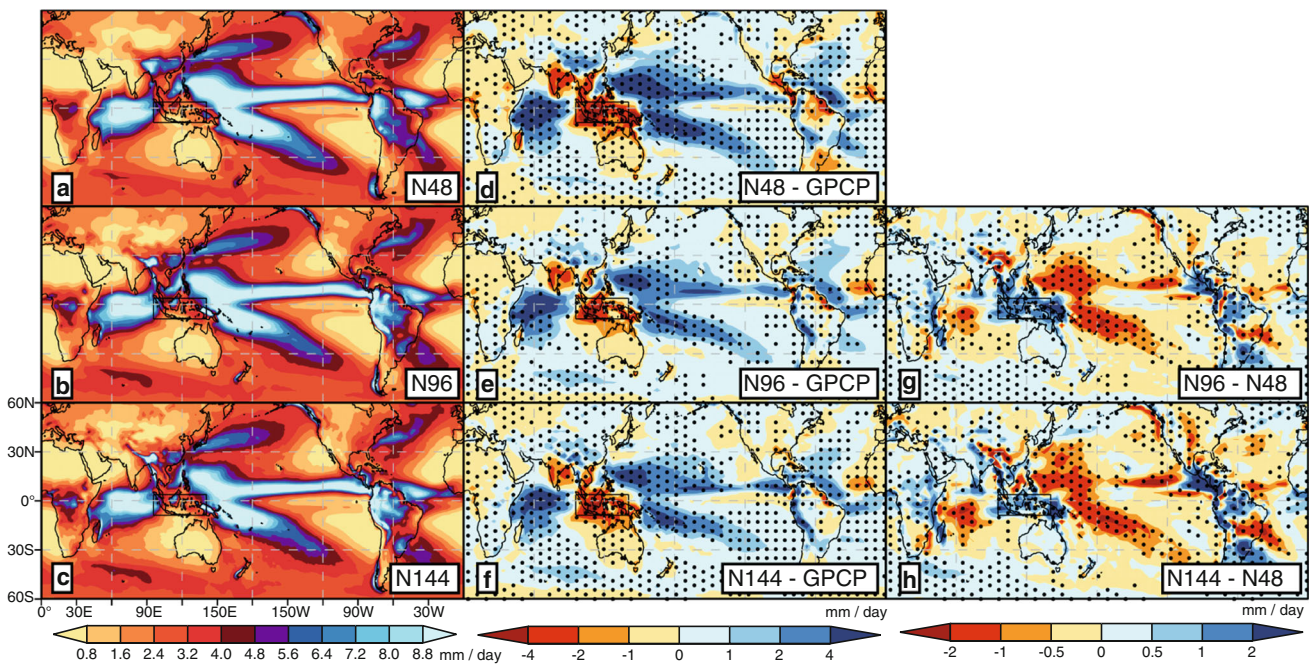 a N48
d N48 - GPCP
b N96
e N96 - GPCP
g N96 - N48
60N
30N
0°
30S
60S
c N144
f N144 - GPCP
h N144 - N48
0° 30E 90E 150E 150W 90W 30W
mm / day
mm / day
0.8 1.6 2.4 3.2 4.0 4.8 5.6 6.4 7.2 8.0 8.8 mm / day
-4 -2 -1 0 1 2 4
-2 -1 -0.5 0 0.5 1 2